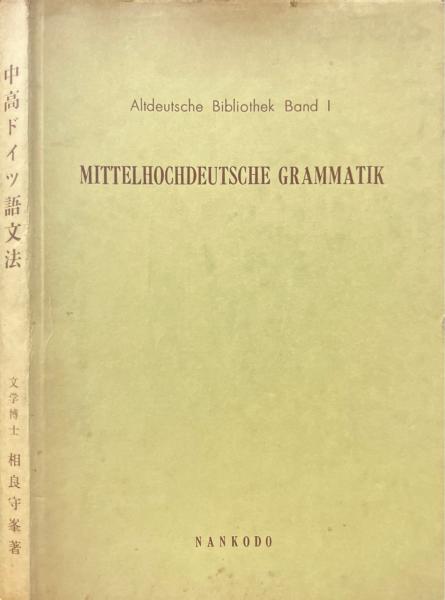 中高ドイツ語文法
文学博士 相良守峯著
Altdeutsche Bibliothek Band I
MITTELHOCHDEUTSCHE GRAMMATIK
NANKODO